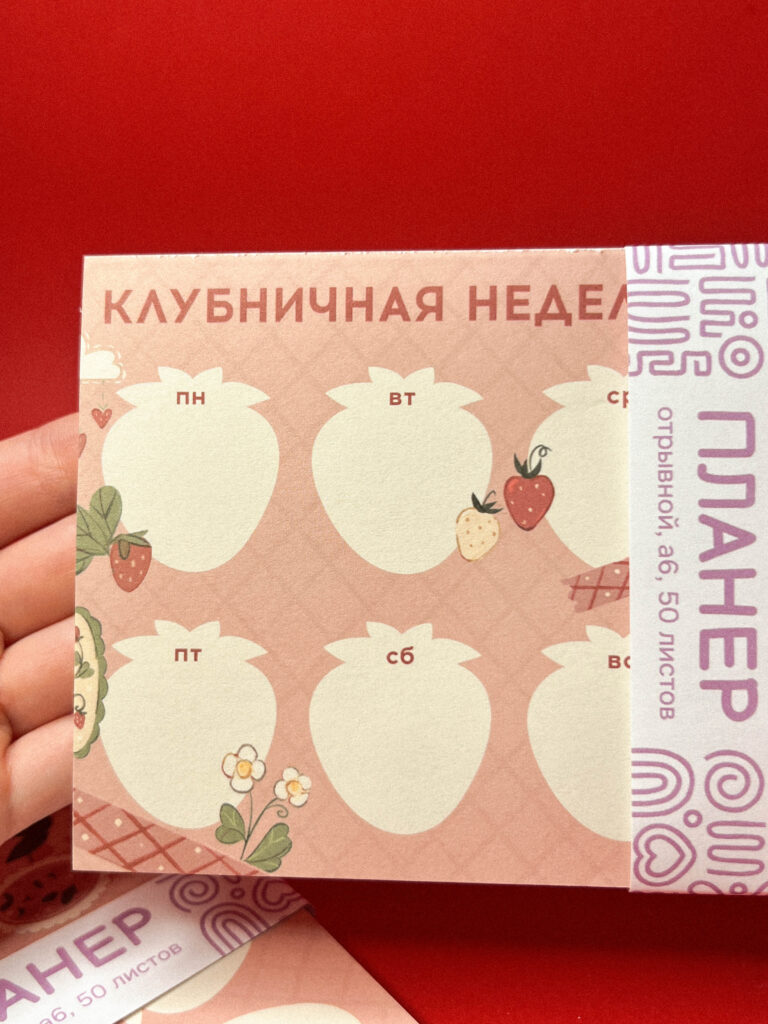 КЛУБНИЧНАЯ НЕДЕЛ
пн
вт
ср
пт
сб
вс
ПЛАНЕР
отрывной, а6, 50 листов
АНЕР
а6, 50 листов